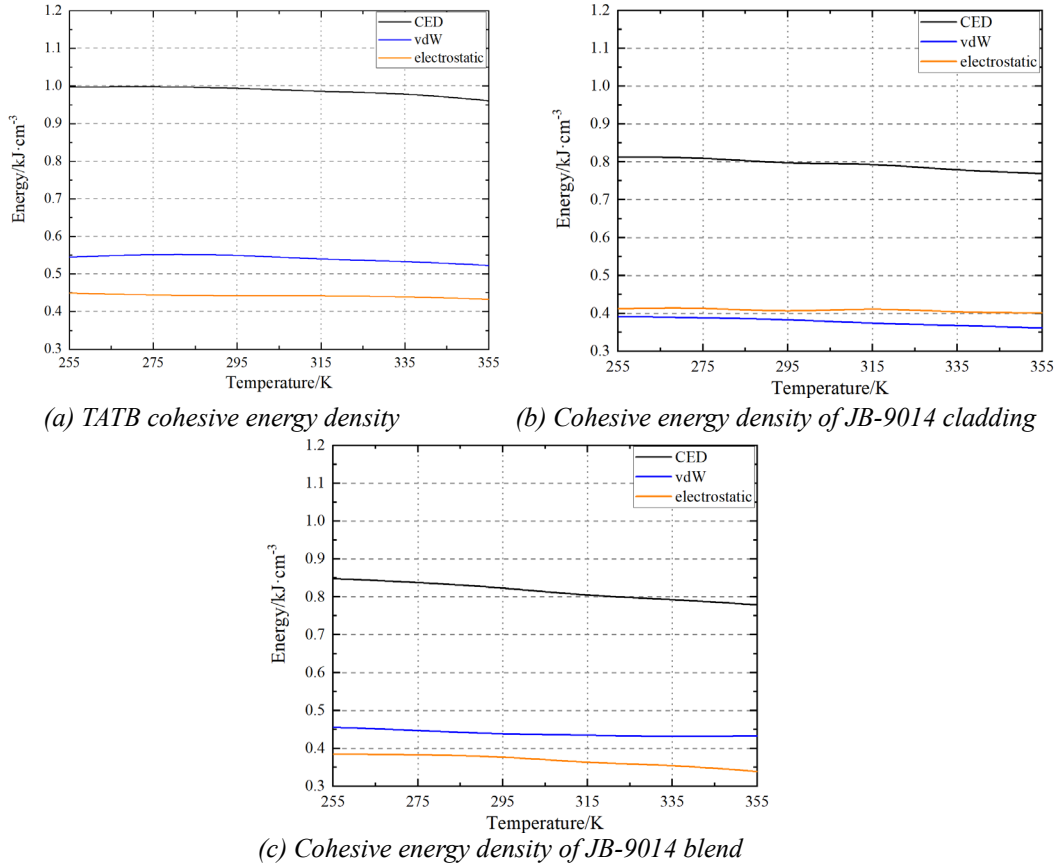 1.2
1.1
1.0
0.9
0.8
0.7
0.6
0.5
0.4
0.3
Energy/kJ·cm⁻³
CED
vdW
electrostatic
255 275 295 315 335 355
Temperature/K
(a) TATB cohesive energy density
1.2
1.1
1.0
0.9
0.8
0.7
0.6
0.5
0.4
0.3
Energy/kJ·cm⁻³
CED
vdW
electrostatic
255 275 295 315 335 355
Temperature/K
(b) Cohesive energy density of JB-9014 cladding
1.2
1.1
1.0
0.9
0.8
0.7
0.6
0.5
0.4
0.3
Energy/kJ·cm⁻³
CED
vdW
electrostatic
255 275 295 315 335 355
Temperature/K
(c) Cohesive energy density of JB-9014 blend